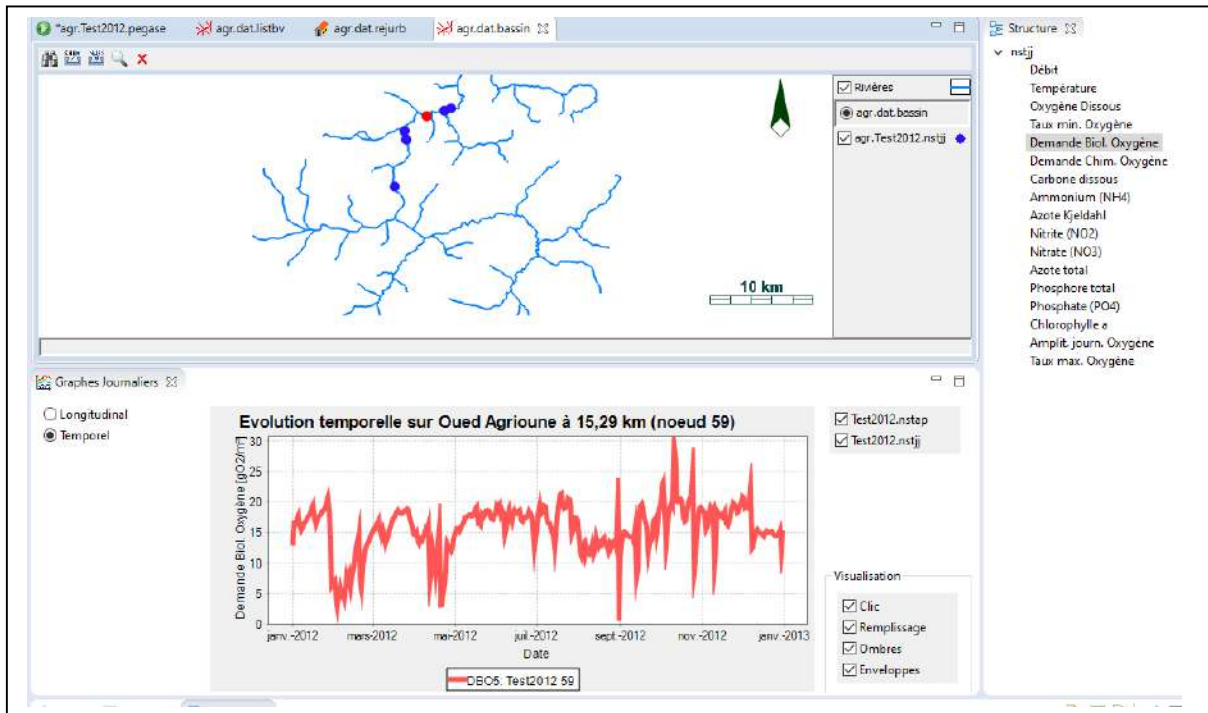 *agr.Test2012.pegase
agr.dat.listbv
agr.dat.rejurb
agr.dat.bassin
Rivières
agr.dat.bassin
agr.Test2012.nstjj
10 km
Structure
nstjj
Débit
Température
Oxygène Dissous
Taux min. Oxygène
Demande Biol. Oxygène
Demande Chim. Oxygène
Carbone dissous
Ammonium (NH4)
Azote Kjeldahl
Nitrite (NO2)
Nitrate (NO3)
Azote total
Phosphore total
Phosphate (PO4)
Chlorophylle a
Amplit. journ. Oxygène
Taux max. Oxygène
Graphes Journaliers
Longitudinal
Temporel
Evolution temporelle sur Oued Agrioune à 15,29 km (noeud 59)
Demande Biol. Oxygène [gO2/m³]
30
25
20
15
10
5
0
janv.-2012
mars-2012
mai-2012
juil.-2012
sept.-2012
nov.-2012
janv.-2013
Date
DBO5: Test2012 59
Test2012.nstap
Test2012.nstjj
Visualisation
Clic
Remplissage
Ombres
Enveloppes